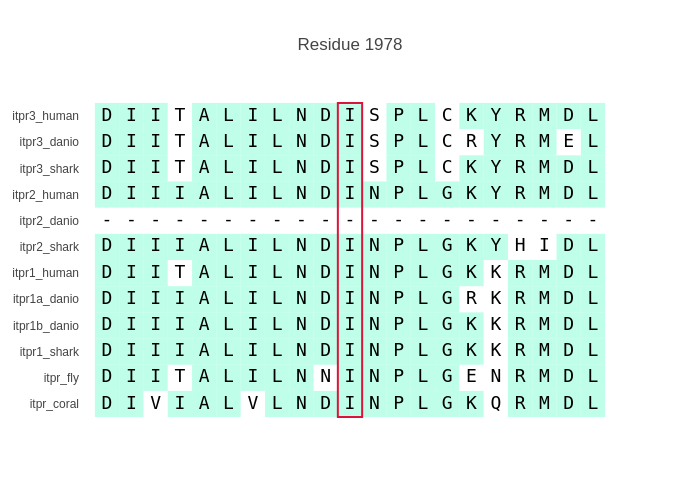 Residue 1978
itpr3_human D I I T A L I L N D I S P L C K Y R M D L
itpr3_danio D I I T A L I L N D I S P L C R Y R M E L
itpr3_shark D I I T A L I L N D I S P L C K Y R M D L
itpr2_human D I I I A L I L N D I N P L G K Y R M D L
itpr2_danio - - - - - - - - - - - - - - - - - - - - -
itpr2_shark D I I I A L I L N D I N P L G K Y H I D L
itpr1_human D I I T A L I L N D I N P L G K K R M D L
itpr1a_danio D I I I A L I L N D I N P L G R K R M D L
itpr1b_danio D I I I A L I L N D I N P L G K K R M D L
itpr1_shark D I I I A L I L N D I N P L G K K R M D L
itpr_fly D I I T A L I L N N I N P L G E N R M D L
itpr_coral D I V I A L V L N D I N P L G K Q R M D L